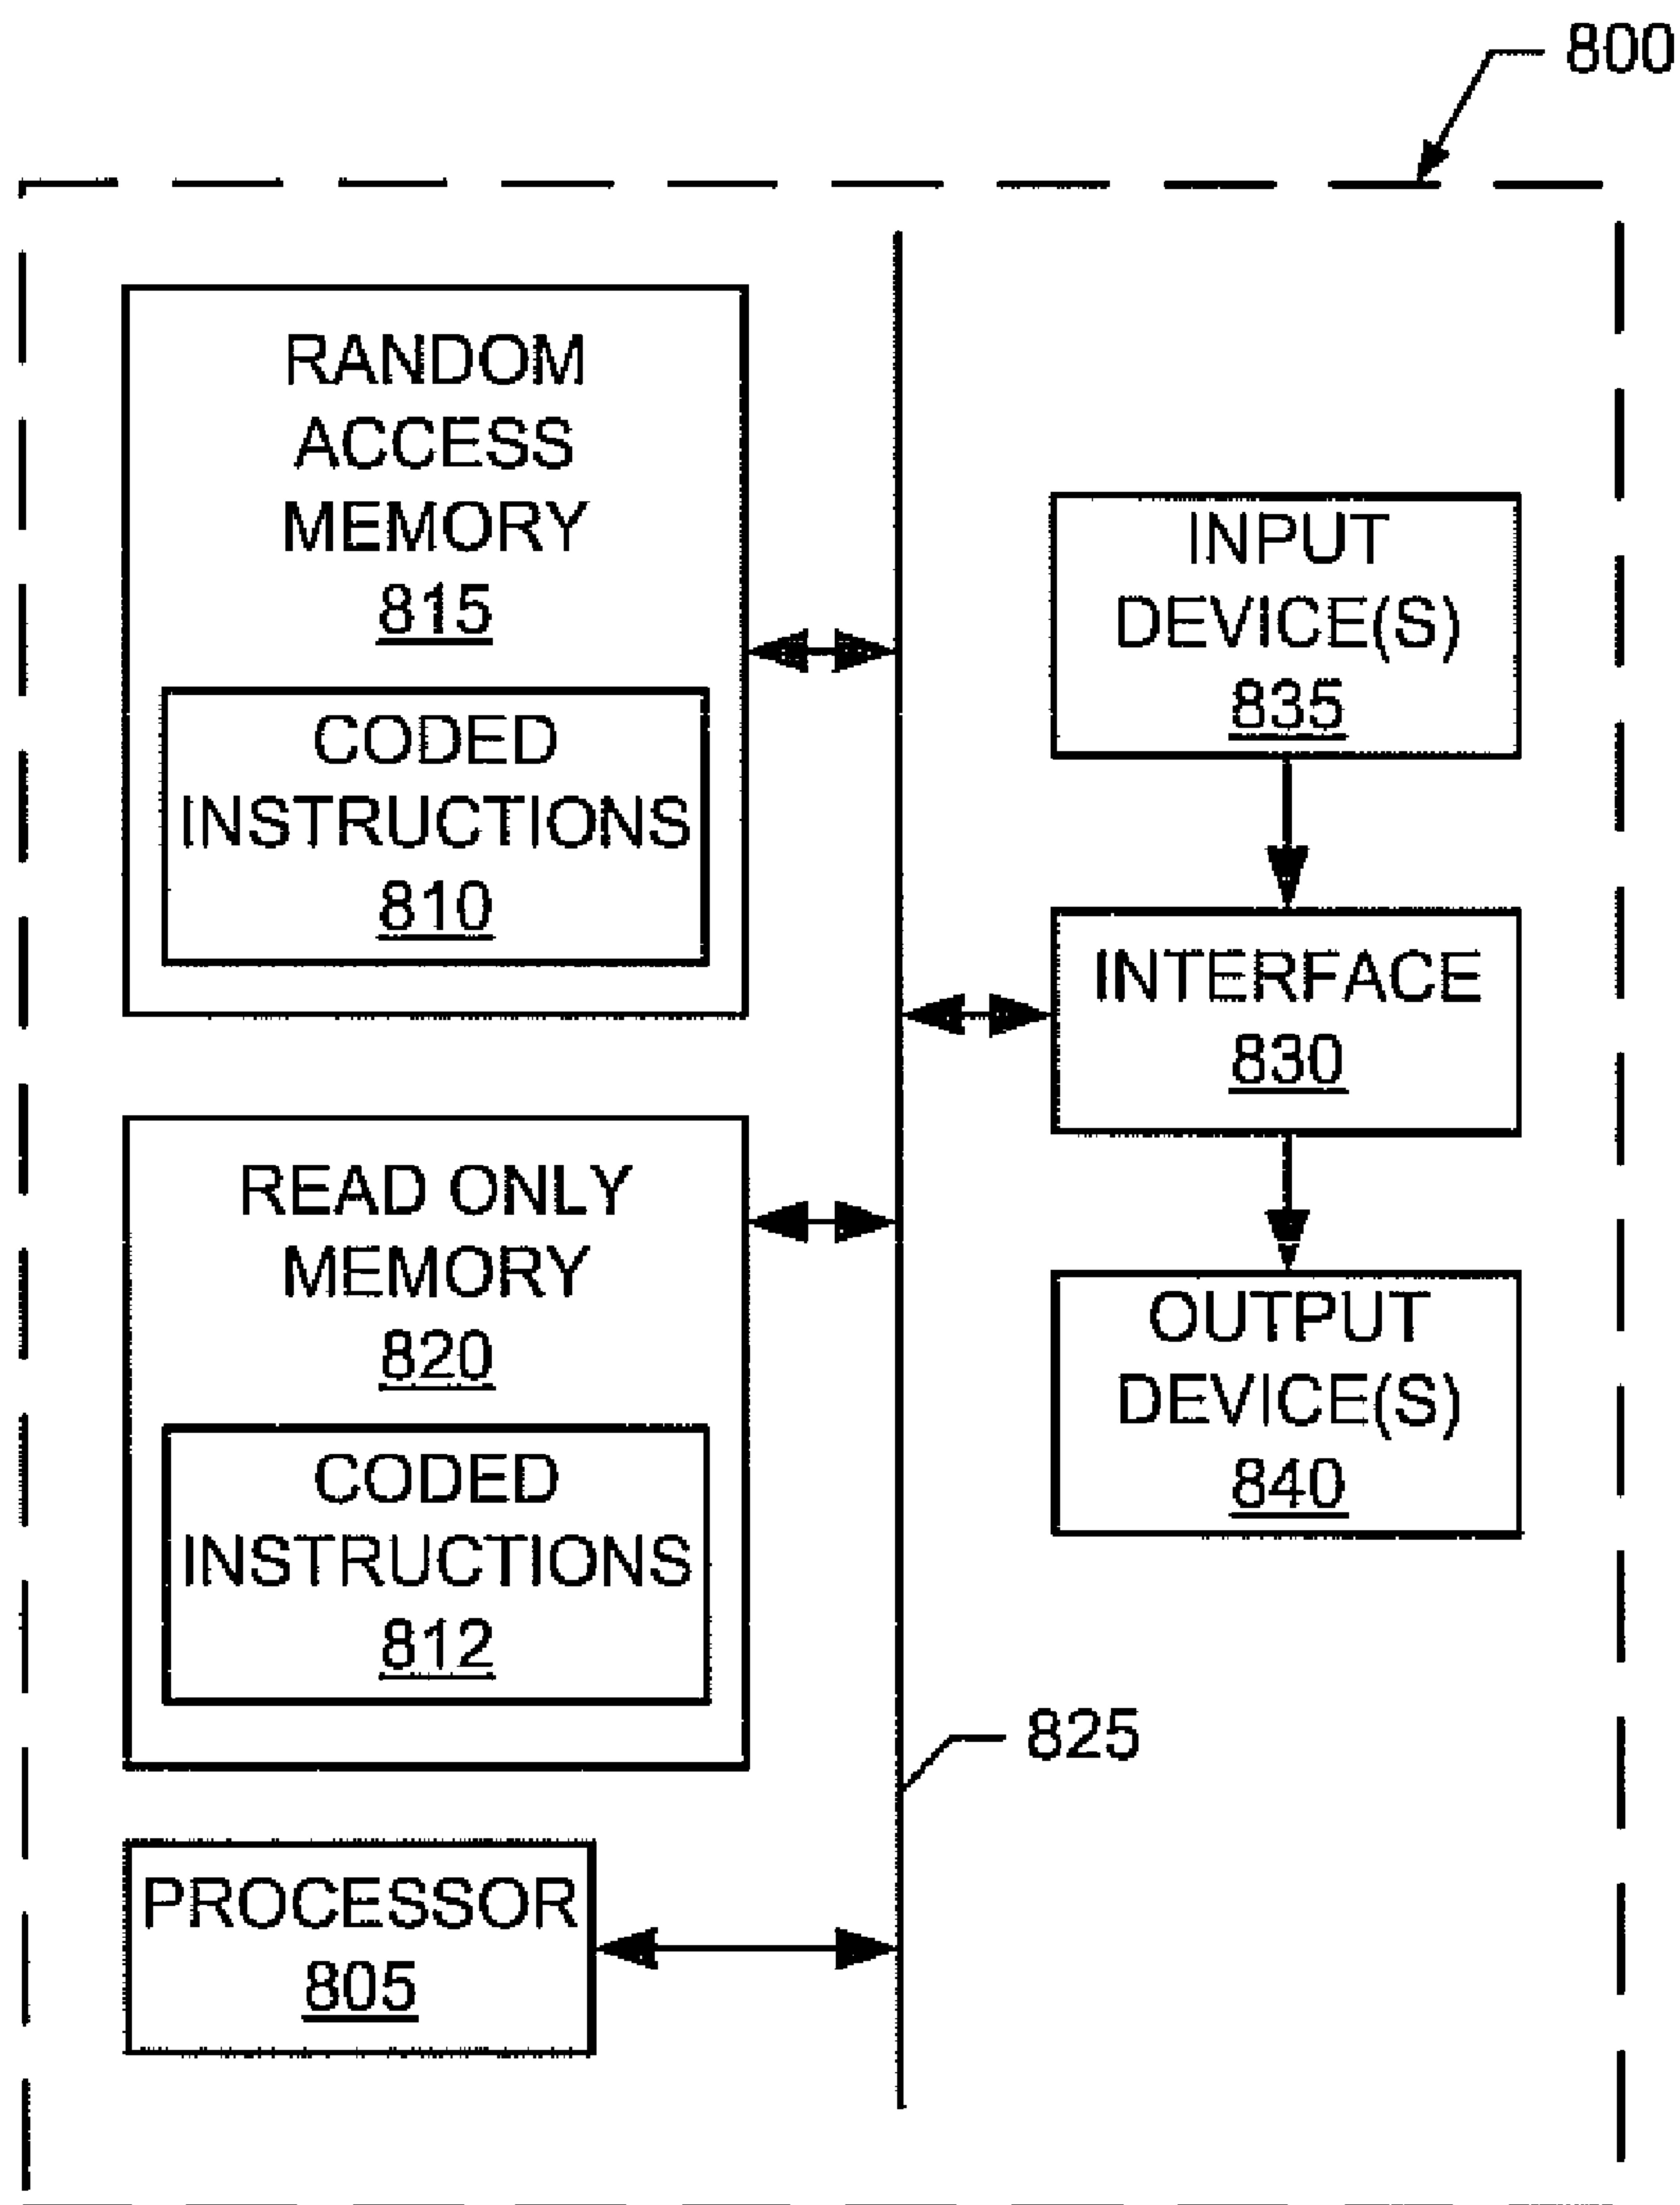 800
RANDOM
ACCESS
MEMORY
815
CODED
INSTRUCTIONS
810
READ ONLY
MEMORY
820
CODED
INSTRUCTIONS
812
PROCESSOR
805
825
INPUT
DEVICE(S)
835
INTERFACE
830
OUTPUT
DEVICE(S)
840